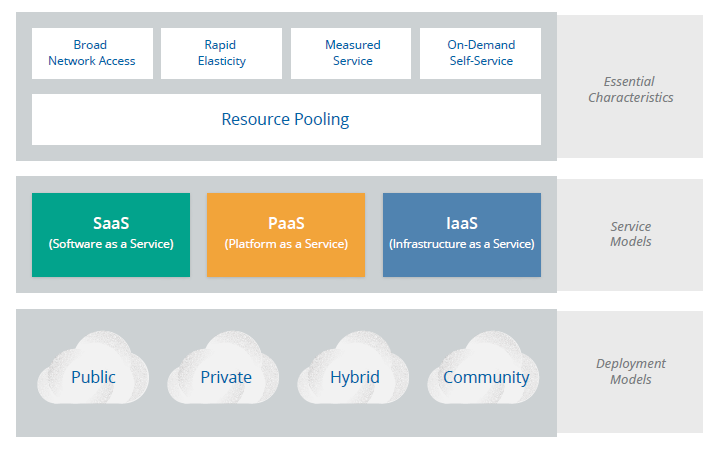 Broad
Network Access
Rapid
Elasticity
Measured
Service
On-Demand
Self-Service
Resource Pooling
Essential
Characteristics
SaaS
(Software as a Service)
PaaS
(Platform as a Service)
IaaS
(Infrastructure as a Service)
Service
Models
Public
Private
Hybrid
Community
Deployment
Models